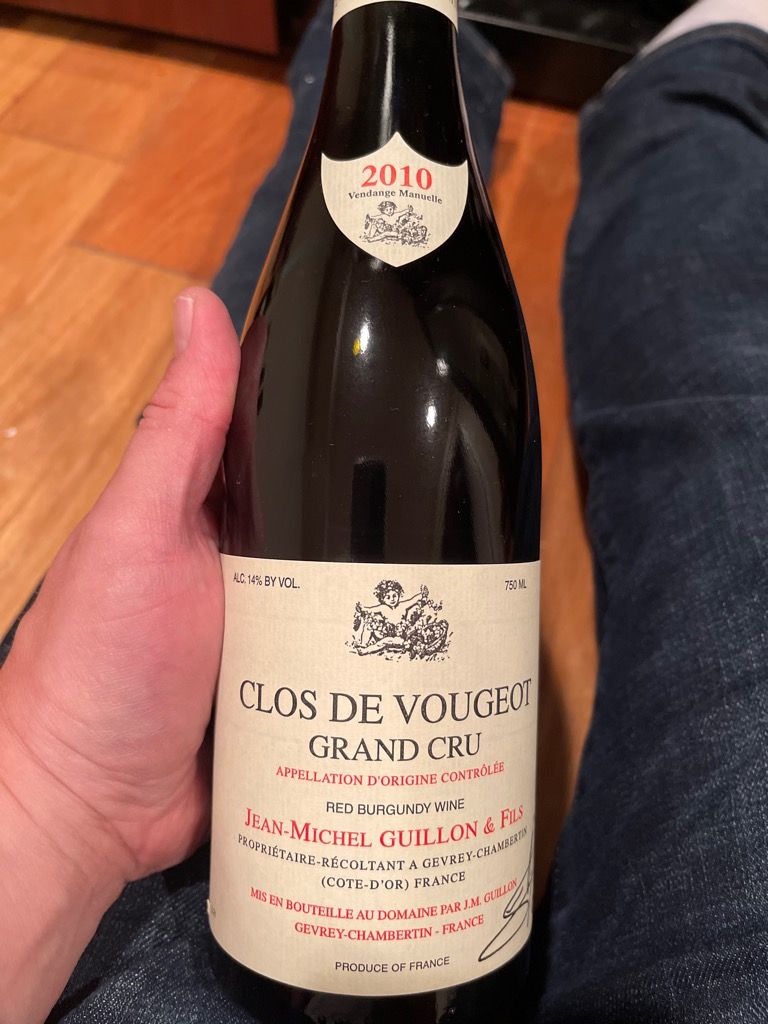 2010
Vendange Manuelle
ALC. 14% BY VOL.
750 ML
CLOS DE VOUGEOT
GRAND CRU
APPELLATION D'ORIGINE CONTRÔLÉE
RED BURGUNDY WINE
JEAN-MICHEL GUILLON & FILS
PROPRIÉTAIRE-RÉCOLTANT A GEVREY-CHAMBERTIN
(COTE-D'OR) FRANCE
MIS EN BOUTEILLE AU DOMAINE PAR J.M. GUILLON
GEVREY-CHAMBERTIN - FRANCE
PRODUCE OF FRANCE